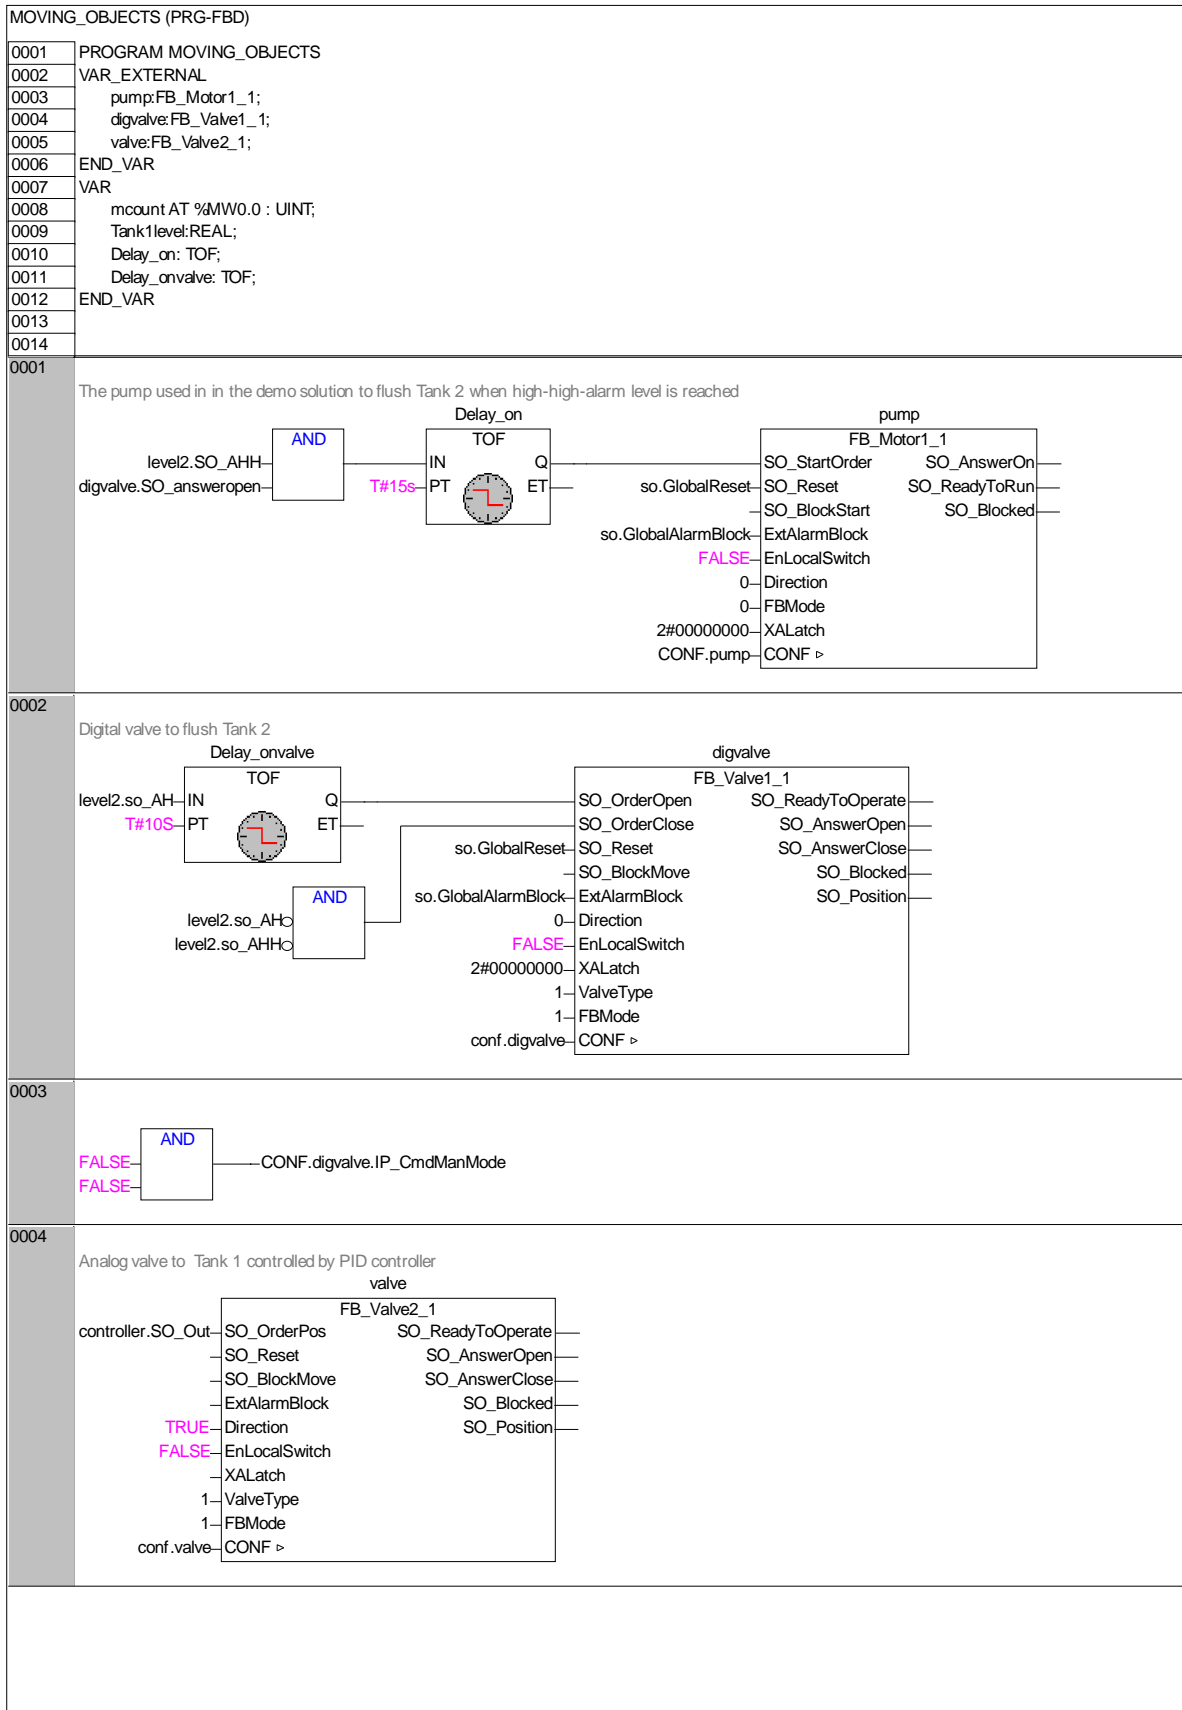 MOVING_OBJECTS (PRG-FBD)
0001 PROGRAM MOVING_OBJECTS
0002 VAR_EXTERNAL
0003 pump:FB_Motor1_1;
0004 digvalve:FB_Valve1_1;
0005 valve:FB_Valve2_1;
0006 END_VAR
0007 VAR
0008 mcount AT %MW0.0 : UINT;
0009 Tank1level:REAL;
0010 Delay_on: TOF;
0011 Delay_onvalve: TOF;
0012 END_VAR
0013
0014
0001
The pump used in in the demo solution to flush Tank 2 when high-high-alarm level is reached
Delay_on pump
AND TOF FB_Motor1_1
level2.SO_AHH IN Q SO_StartOrder SO_AnswerOn
digvalve.SO_answeropen T#15s PT ET so.GlobalReset SO_Reset SO_ReadyToRun
SO_BlockStart SO_Blocked
so.GlobalAlarmBlock ExtAlarmBlock
FALSE EnLocalSwitch
0 Direction
0 FBMode
2#00000000 XALatch
CONF.pump CONF
0002
Digital valve to flush Tank 2
Delay_onvalve digvalve
TOF FB_Valve1_1
level2.so_AH IN Q SO_OrderOpen SO_ReadyToOperate
T#10S PT ET SO_OrderClose SO_AnswerOpen
so.GlobalReset SO_Reset SO_AnswerClose
SO_BlockMove SO_Blocked
AND so.GlobalAlarmBlock ExtAlarmBlock SO_Position
level2.so_AH 0 Direction
level2.so_AHH FALSE EnLocalSwitch
2#00000000 XALatch
1 ValveType
1 FBMode
conf.digvalve CONF
0003
AND
FALSE CONF.digvalve.IP_CmdManMode
FALSE
0004
Analog valve to Tank 1 controlled by PID controller
valve
FB_Valve2_1
controller.SO_Out SO_OrderPos SO_ReadyToOperate
SO_Reset SO_AnswerOpen
SO_BlockMove SO_AnswerClose
ExtAlarmBlock SO_Blocked
TRUE Direction SO_Position
FALSE EnLocalSwitch
XALatch
1 ValveType
1 FBMode
conf.valve CONF